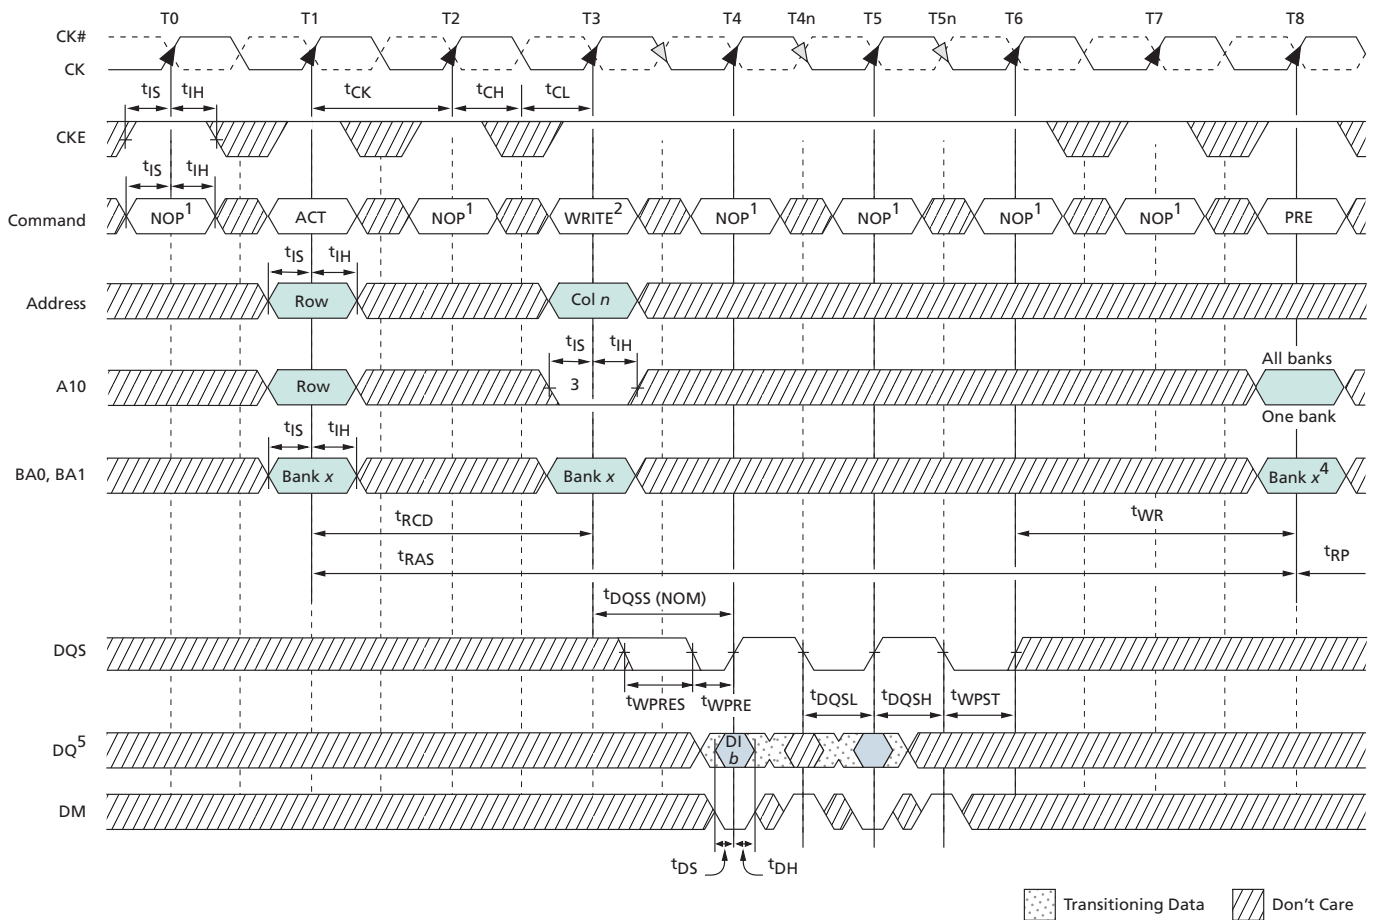 T0 T1 T2 T3 T4 T4n T5 T5n T6 T7 T8
CK#
CK
tIS tIH tCK tCH tCL
CKE
tIS tIH
Command NOP1 ACT NOP1 WRITE2 NOP1 NOP1 NOP1 NOP1 PRE
tIS tIH
Address Row Col n
tIS tIH
All banks
A10 Row 3
One bank
tIS tIH
BA0, BA1 Bank x Bank x Bank x4
tRCD tWR
tRAS tRP
tDQSS (NOM)
DQS
tWPRES tWPRE tDQSL tDQSH tWPST
DQ5 DI
b
DM
tDS tDH
Transitioning Data Don't Care